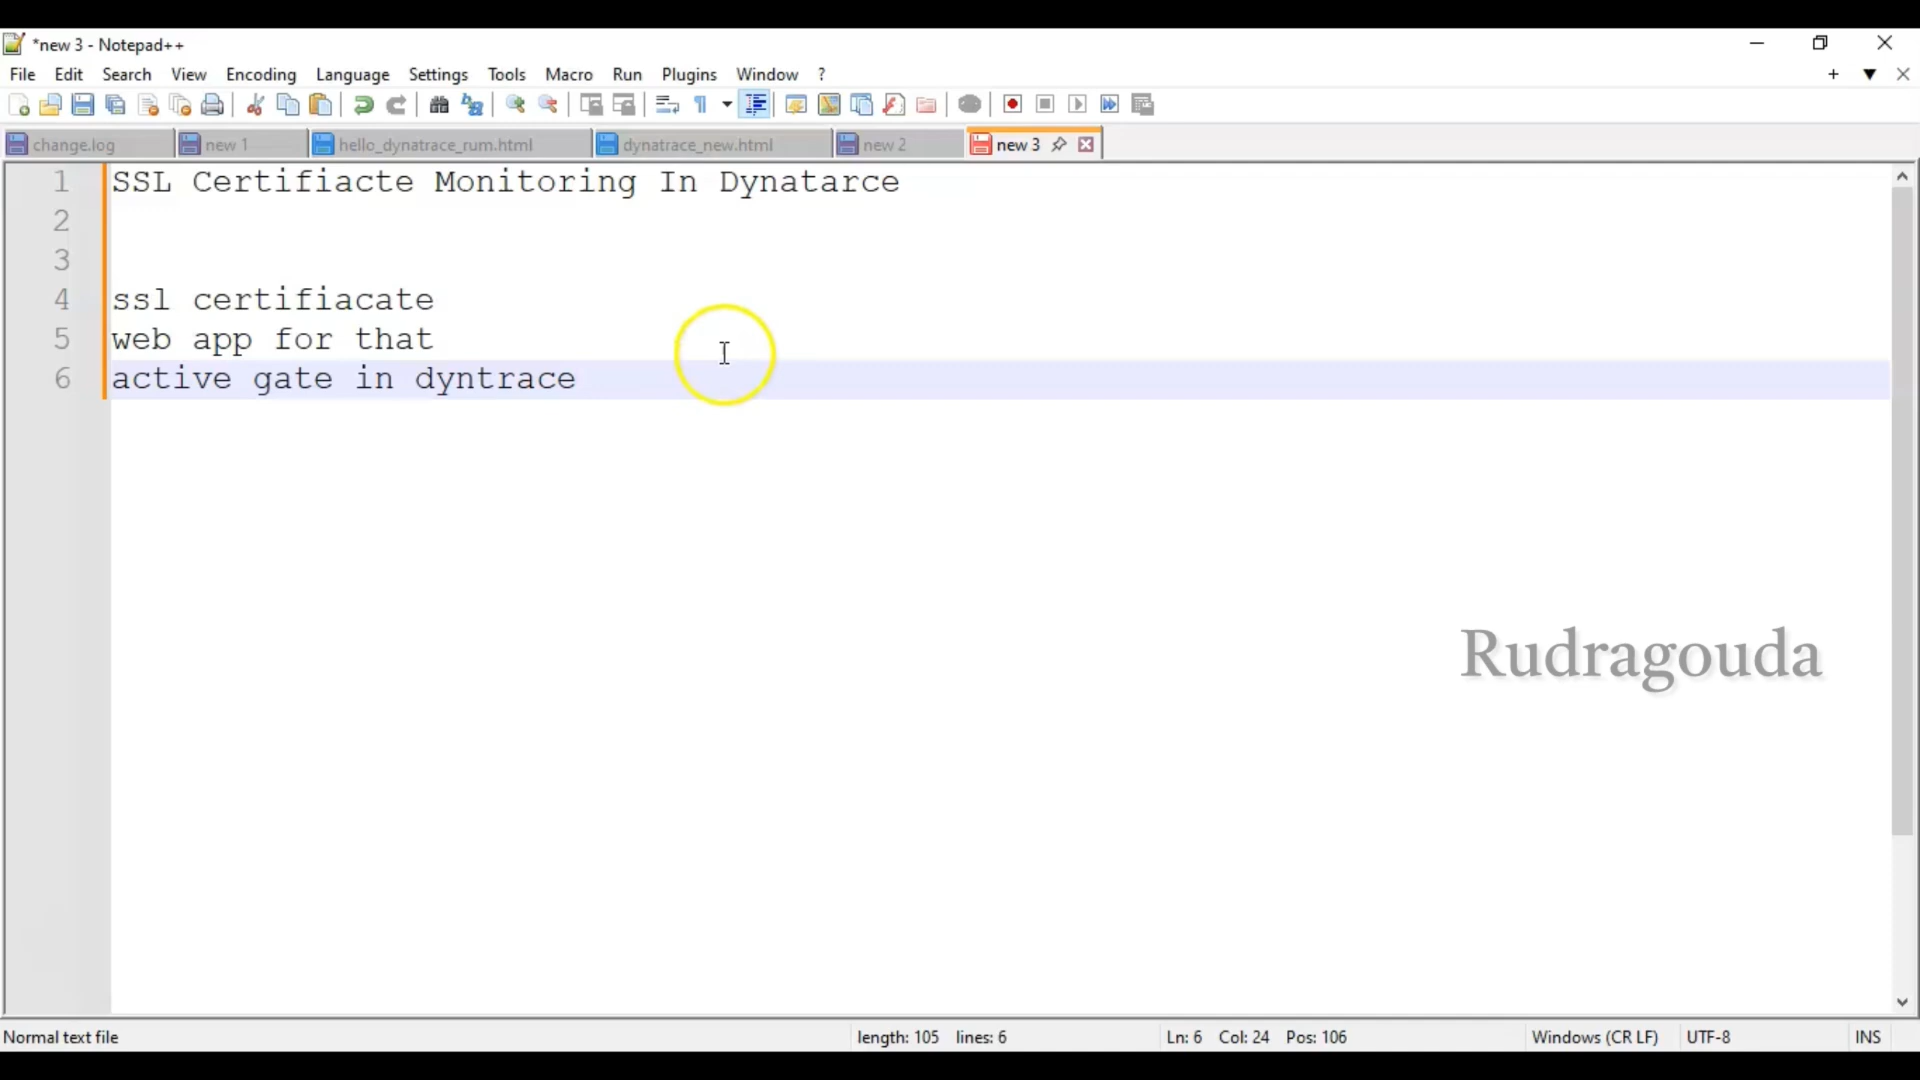 *new 3 - Notepad++
File Edit Search View Encoding Language Settings Tools Macro Run Plugins Window ?
change.log new 1 hello_dynatrace_rum.html dynatrace_new.html new 2 new 3
1 SSL Certifiacte Monitoring In Dynatarce
2
3
4 ssl certifiacate
5 web app for that
6 active gate in dyntrace
Rudragouda
Normal text file length: 105 lines: 6 Ln: 6 Col: 24 Pos: 106 Windows (CR LF) UTF-8 INS